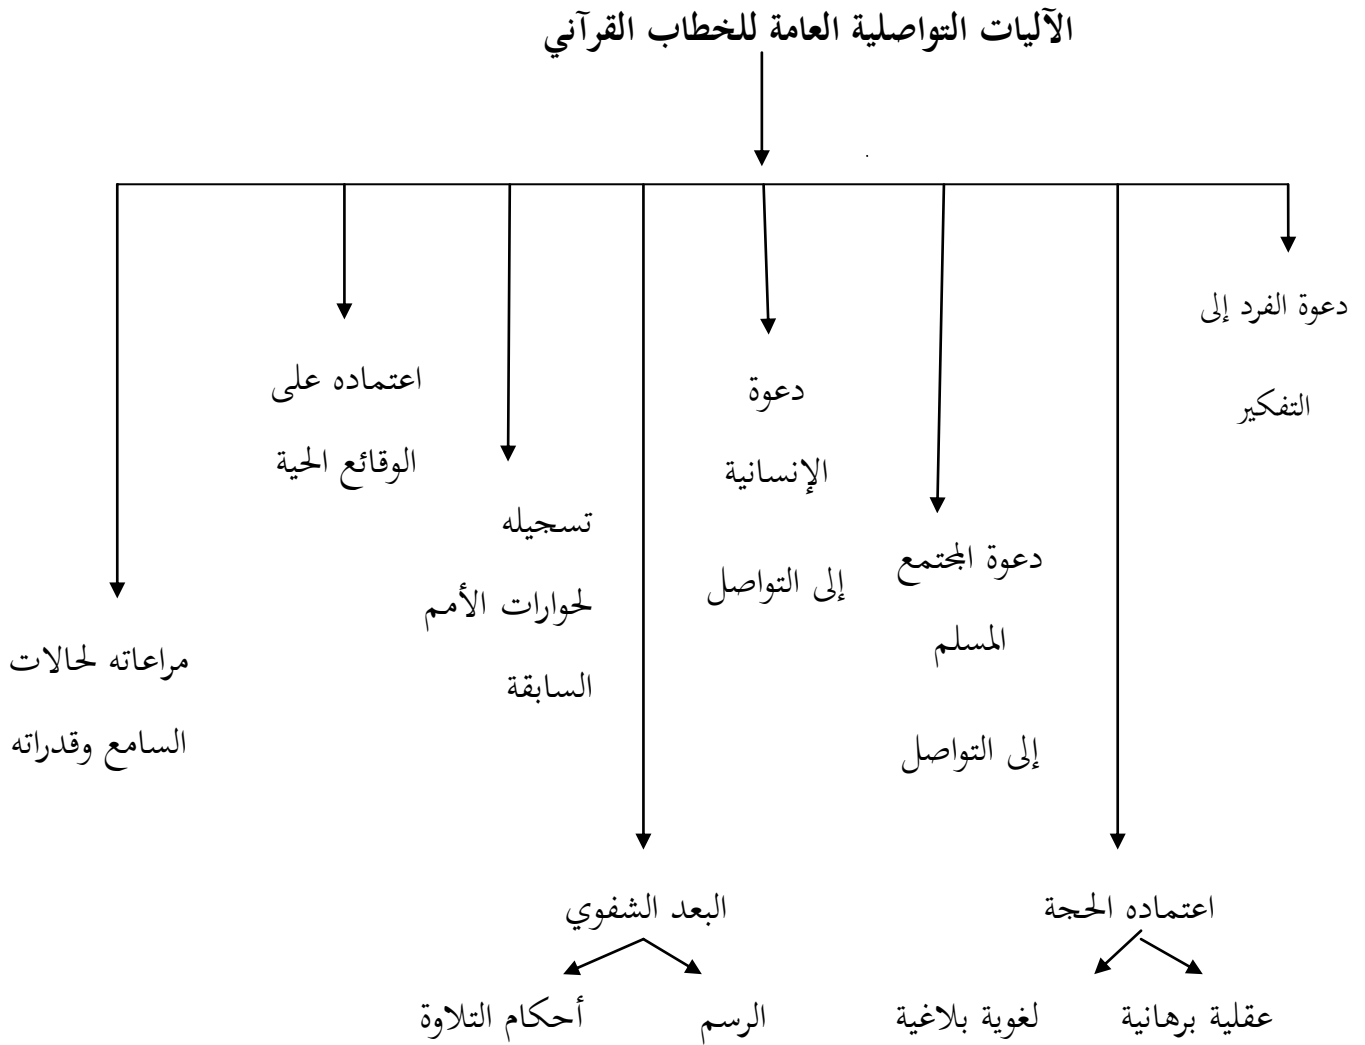 الآليات التواصلية العامة للخطاب القرآني
دعوة الفرد إلى
التفكير
اعتماده الحجة
عقلية برهانية
لغوية بلاغية
دعوة المجتمع
المسلم
إلى التواصل
دعوة
الإنسانية
إلى التواصل
البعد الشفوي
الرسم
أحكام التلاوة
تسجيله
لحوارات الأمم
السابقة
اعتماده على
الوقائع الحية
مراعاته لحالات
السامع وقدراته